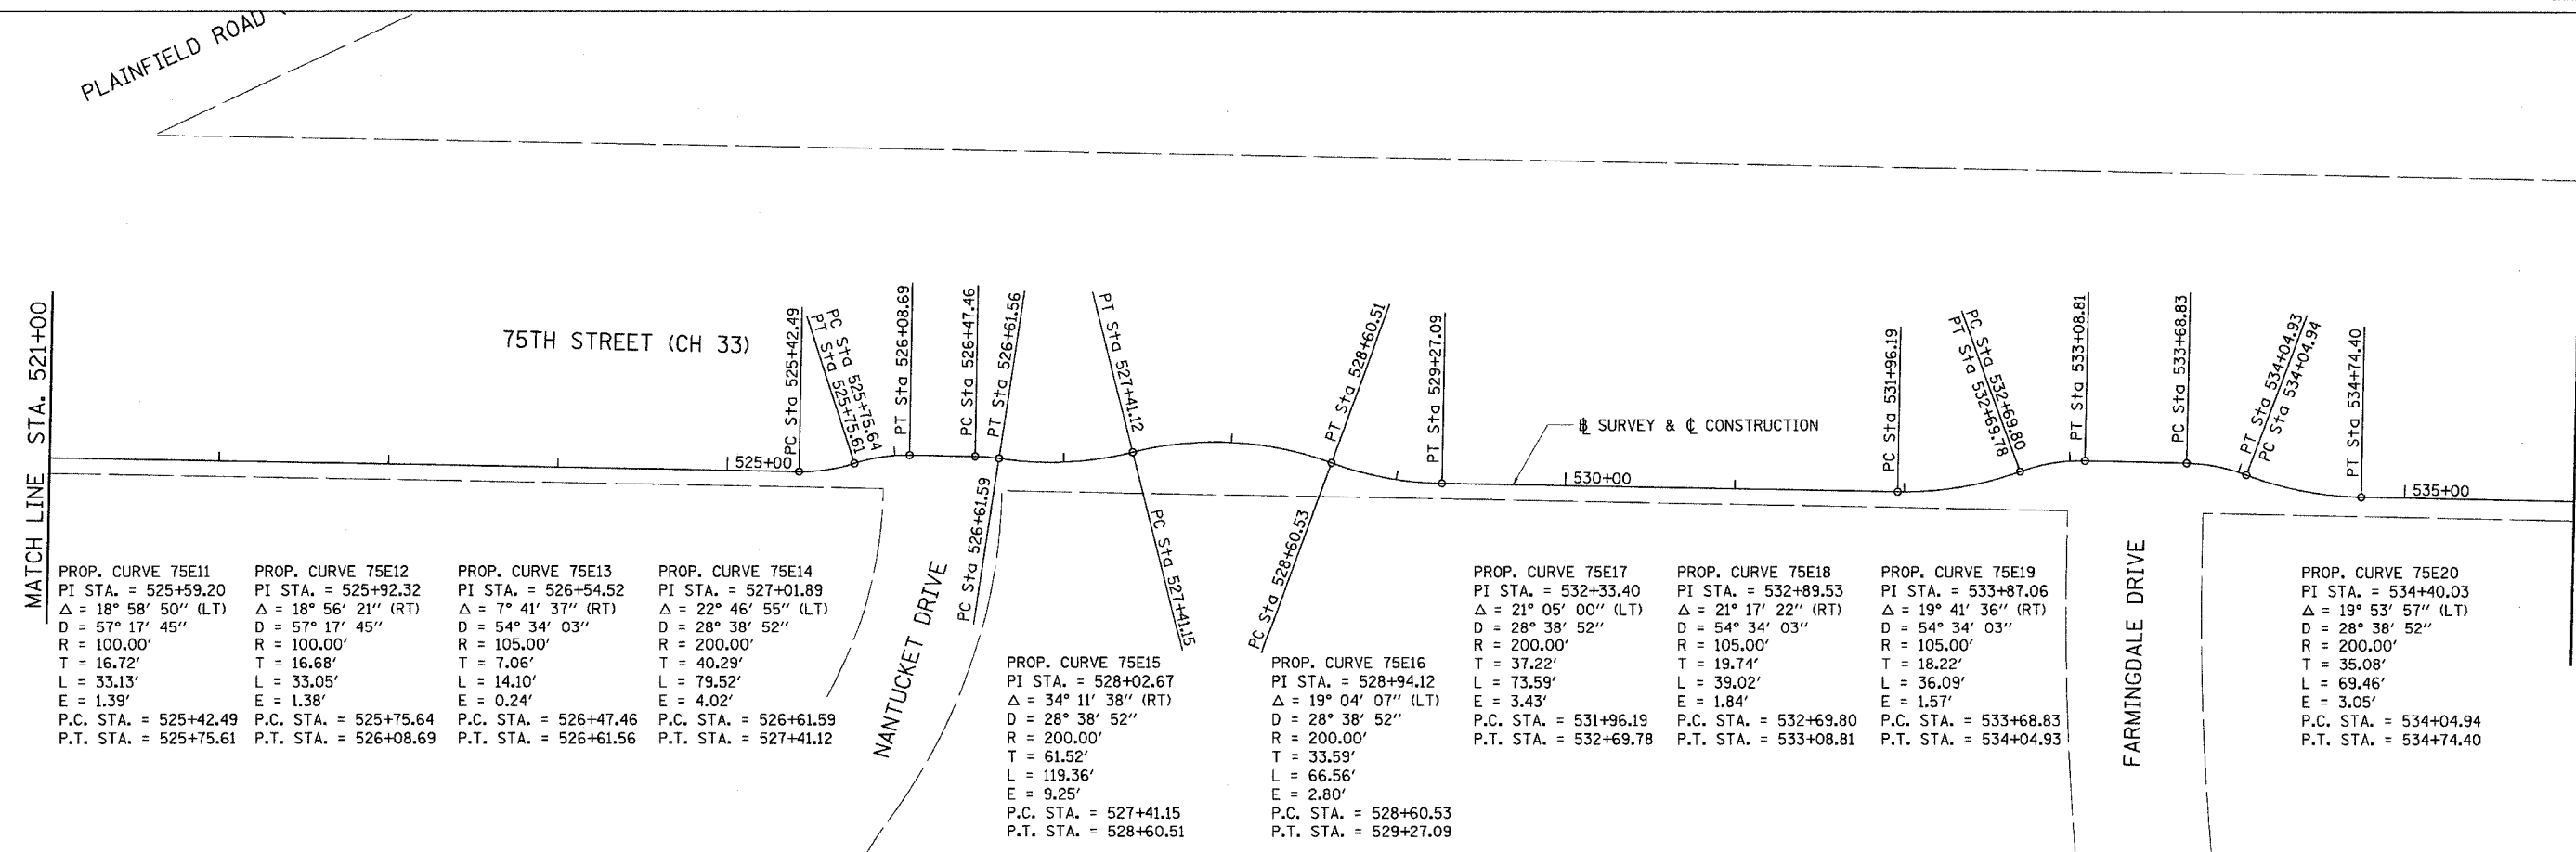 PLAINFIELD ROAD
75TH STREET (CH 33)
MATCH LINE STA. 521+00
525+00
PC Sta 525+42.49
PC Sta 525+75.64
PT Sta 525+75.61
PT Sta 526+08.69
PC Sta 526+47.46
PT Sta 526+61.56
PC Sta 526+61.59
PT Sta 527+41.12
PC Sta 527+41.15
PT Sta 528+60.51
PC Sta 528+60.53
PT Sta 529+27.09
℄ SURVEY & ℄ CONSTRUCTION
530+00
PC Sta 531+96.19
PC Sta 532+69.80
PT Sta 532+69.78
PT Sta 533+08.81
PC Sta 533+68.83
PT Sta 534+04.93
PC Sta 534+04.94
PT Sta 534+74.40
535+00
NANTUCKET DRIVE
FARMINGDALE DRIVE
PROP. CURVE 75E11
PI STA. = 525+59.20
Δ = 18° 58' 50" (LT)
D = 57° 17' 45"
R = 100.00'
T = 16.72'
L = 33.13'
E = 1.39'
P.C. STA. = 525+42.49
P.T. STA. = 525+75.61
PROP. CURVE 75E12
PI STA. = 525+92.32
Δ = 18° 56' 21" (RT)
D = 57° 17' 45"
R = 100.00'
T = 16.68'
L = 33.05'
E = 1.38'
P.C. STA. = 525+75.64
P.T. STA. = 526+08.69
PROP. CURVE 75E13
PI STA. = 526+54.52
Δ = 7° 41' 37" (RT)
D = 54° 34' 03"
R = 105.00'
T = 7.06'
L = 14.10'
E = 0.24'
P.C. STA. = 526+47.46
P.T. STA. = 526+61.56
PROP. CURVE 75E14
PI STA. = 527+01.89
Δ = 22° 46' 55" (LT)
D = 28° 38' 52"
R = 200.00'
T = 40.29'
L = 79.52'
E = 4.02'
P.C. STA. = 526+61.59
P.T. STA. = 527+41.12
PROP. CURVE 75E15
PI STA. = 528+02.67
Δ = 34° 11' 38" (RT)
D = 28° 38' 52"
R = 200.00'
T = 61.52'
L = 119.36'
E = 9.25'
P.C. STA. = 527+41.15
P.T. STA. = 528+60.51
PROP. CURVE 75E16
PI STA. = 528+94.12
Δ = 19° 04' 07" (LT)
D = 28° 38' 52"
R = 200.00'
T = 33.59'
L = 66.56'
E = 2.80'
P.C. STA. = 528+60.53
P.T. STA. = 529+27.09
PROP. CURVE 75E17
PI STA. = 532+33.40
Δ = 21° 05' 00" (LT)
D = 28° 38' 52"
R = 200.00'
T = 37.22'
L = 73.59'
E = 3.43'
P.C. STA. = 531+96.19
P.T. STA. = 532+69.78
PROP. CURVE 75E18
PI STA. = 532+89.53
Δ = 21° 17' 22" (RT)
D = 54° 34' 03"
R = 105.00'
T = 19.74'
L = 39.02'
E = 1.84'
P.C. STA. = 532+69.80
P.T. STA. = 533+08.81
PROP. CURVE 75E19
PI STA. = 533+87.06
Δ = 19° 41' 36" (RT)
D = 54° 34' 03"
R = 105.00'
T = 18.22'
L = 36.09'
E = 1.57'
P.C. STA. = 533+68.83
P.T. STA. = 534+04.93
PROP. CURVE 75E20
PI STA. = 534+40.03
Δ = 19° 53' 57" (LT)
D = 28° 38' 52"
R = 200.00'
T = 35.08'
L = 69.46'
E = 3.05'
P.C. STA. = 534+04.94
P.T. STA. = 534+74.40